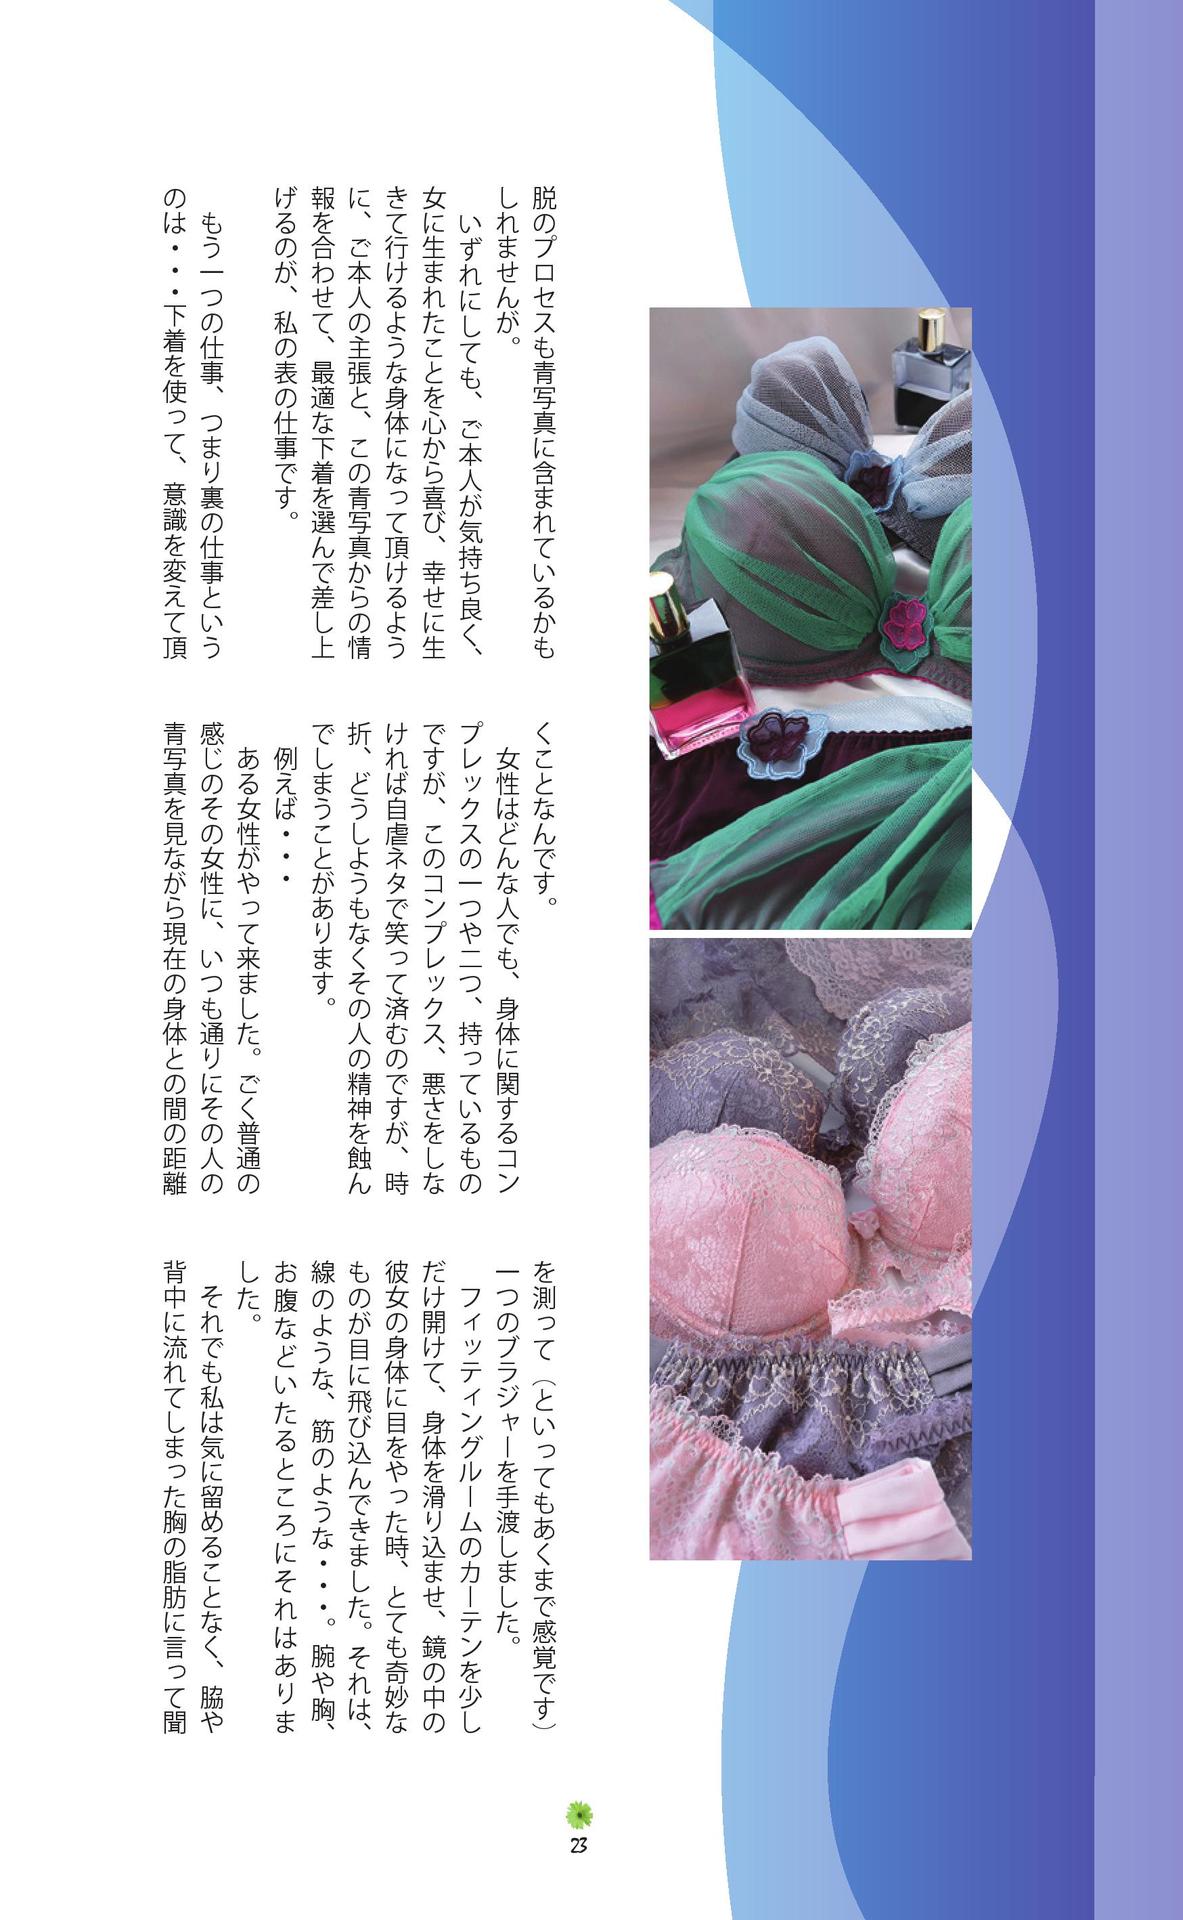 脱のプロセスも青写真に含まれているかも
しれませんが。
いずれにしても、ご本人が気持ち良く、
女に生まれたことを心から喜び、幸せに生
きて行けるような身体になって頂けるよう
に、ご本人の主張と、この青写真からの情
報を合わせて、最適な下着を選んで差し上
げるのが、私の表の仕事です。
もう一つの仕事、つまり裏の仕事という
のは・・・下着を使って、意識を変えて頂
くことなんです。
女性はどんな人でも、身体に関するコン
プレックスの一つや二つ、持っているもの
ですが、このコンプレックス、悪さをしな
ければ自虐ネタで笑って済むのですが、時
折、どうしようもなくその人の精神を蝕ん
でしまうことがあります。
例えば・・・
ある女性がやって来ました。ごく普通の
感じのその女性に、いつも通りにその人の
青写真を見ながら現在の身体との間の距離
を測って（といってもあくまで感覚です）
一つのブラジャーを手渡しました。
フィッティングルームのカーテンを少し
だけ開けて、身体を滑り込ませ、鏡の中の
彼女の身体に目をやった時、とても奇妙な
ものが目に飛び込んできました。それは、
線のような、筋のような・・・。腕や胸、
お腹などいたるところにそれはありま
した。
それでも私は気に留めることなく、脇や
背中に流れてしまった胸の脂肪に言って聞
23